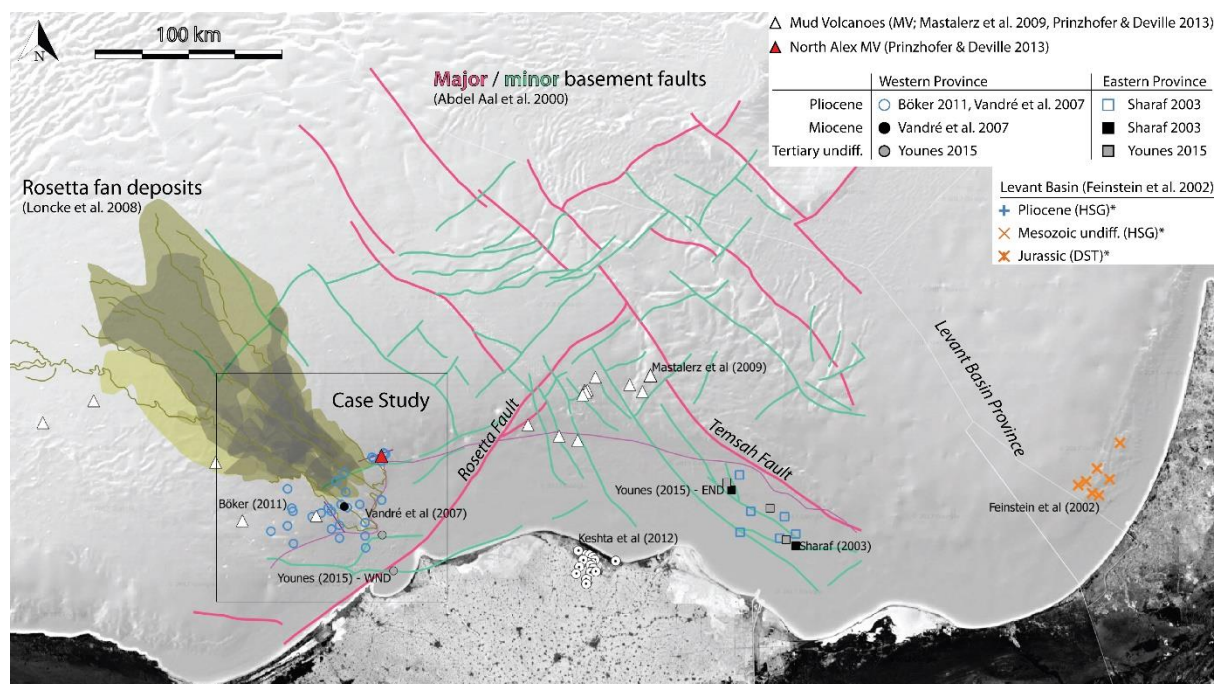 N
100 km
Major / minor basement faults
(Abdel Aal et al. 2000)
△ Mud Volcanoes (MV; Mastalerz et al. 2009, Prinzhofer & Deville 2013)
North Alex MV (Prinzhofer & Deville 2013)
Western Province Eastern Province
Pliocene Böker 2011, Vandré et al. 2007 Sharaf 2003
Miocene Vandré et al. 2007 Sharaf 2003
Tertiary undiff. Younes 2015 Younes 2015
Levant Basin (Feinstein et al. 2002)
Pliocene (HSG)*
Mesozoic undiff. (HSG)*
Jurassic (DST)*
Rosetta fan deposits
(Loncke et al. 2008)
Case Study
Mastalerz et al (2009)
Rosetta Fault
Temsah Fault
Levant Basin Province
Böker (2011)
Vandré et al (2007)
Younes (2015) - END
Feinstein et al (2002)
Keshta et al (2012)
Sharaf (2003)
Younes (2015) - WND